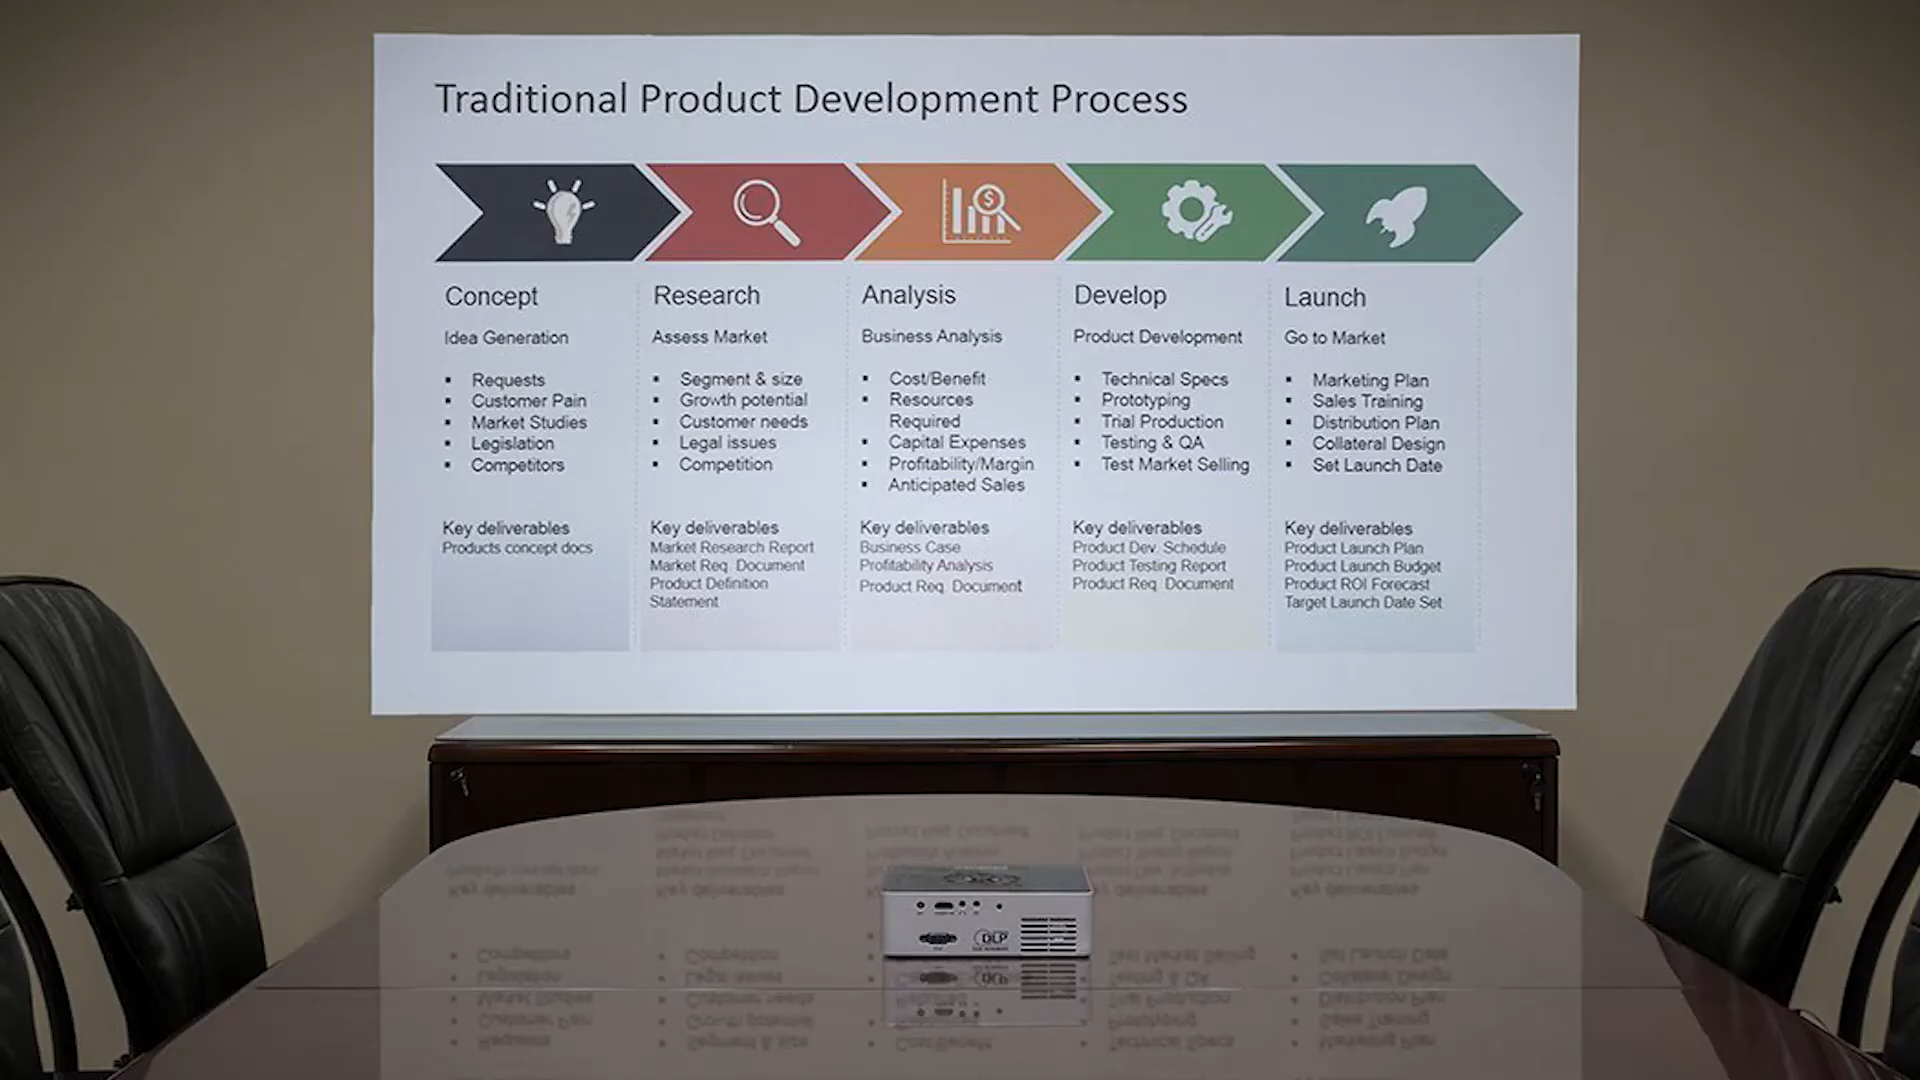 Traditional Product Development Process
Concept
Idea Generation
Requests
Customer Pain
Market Studies
Legislation
Competitors
Key deliverables
Products concept docs
Research
Assess Market
Segment & size
Growth potential
Customer needs
Legal issues
Competition
Key deliverables
Market Research Report
Market Req. Document
Product Definition
Statement
Analysis
Business Analysis
Cost/Benefit
Resources
Required
Capital Expenses
Profitability/Margin
Anticipated Sales
Key deliverables
Business Case
Profitability Analysis
Product Req. Document
Develop
Product Development
Technical Specs
Prototyping
Trial Production
Testing & QA
Test Market Selling
Key deliverables
Product Dev. Schedule
Product Testing Report
Product Req. Document
Launch
Go to Market
Marketing Plan
Sales Training
Distribution Plan
Collateral Design
Set Launch Date
Key deliverables
Product Launch Plan
Product Launch Budget
Product ROI Forecast
Target Launch Date Set
DLP